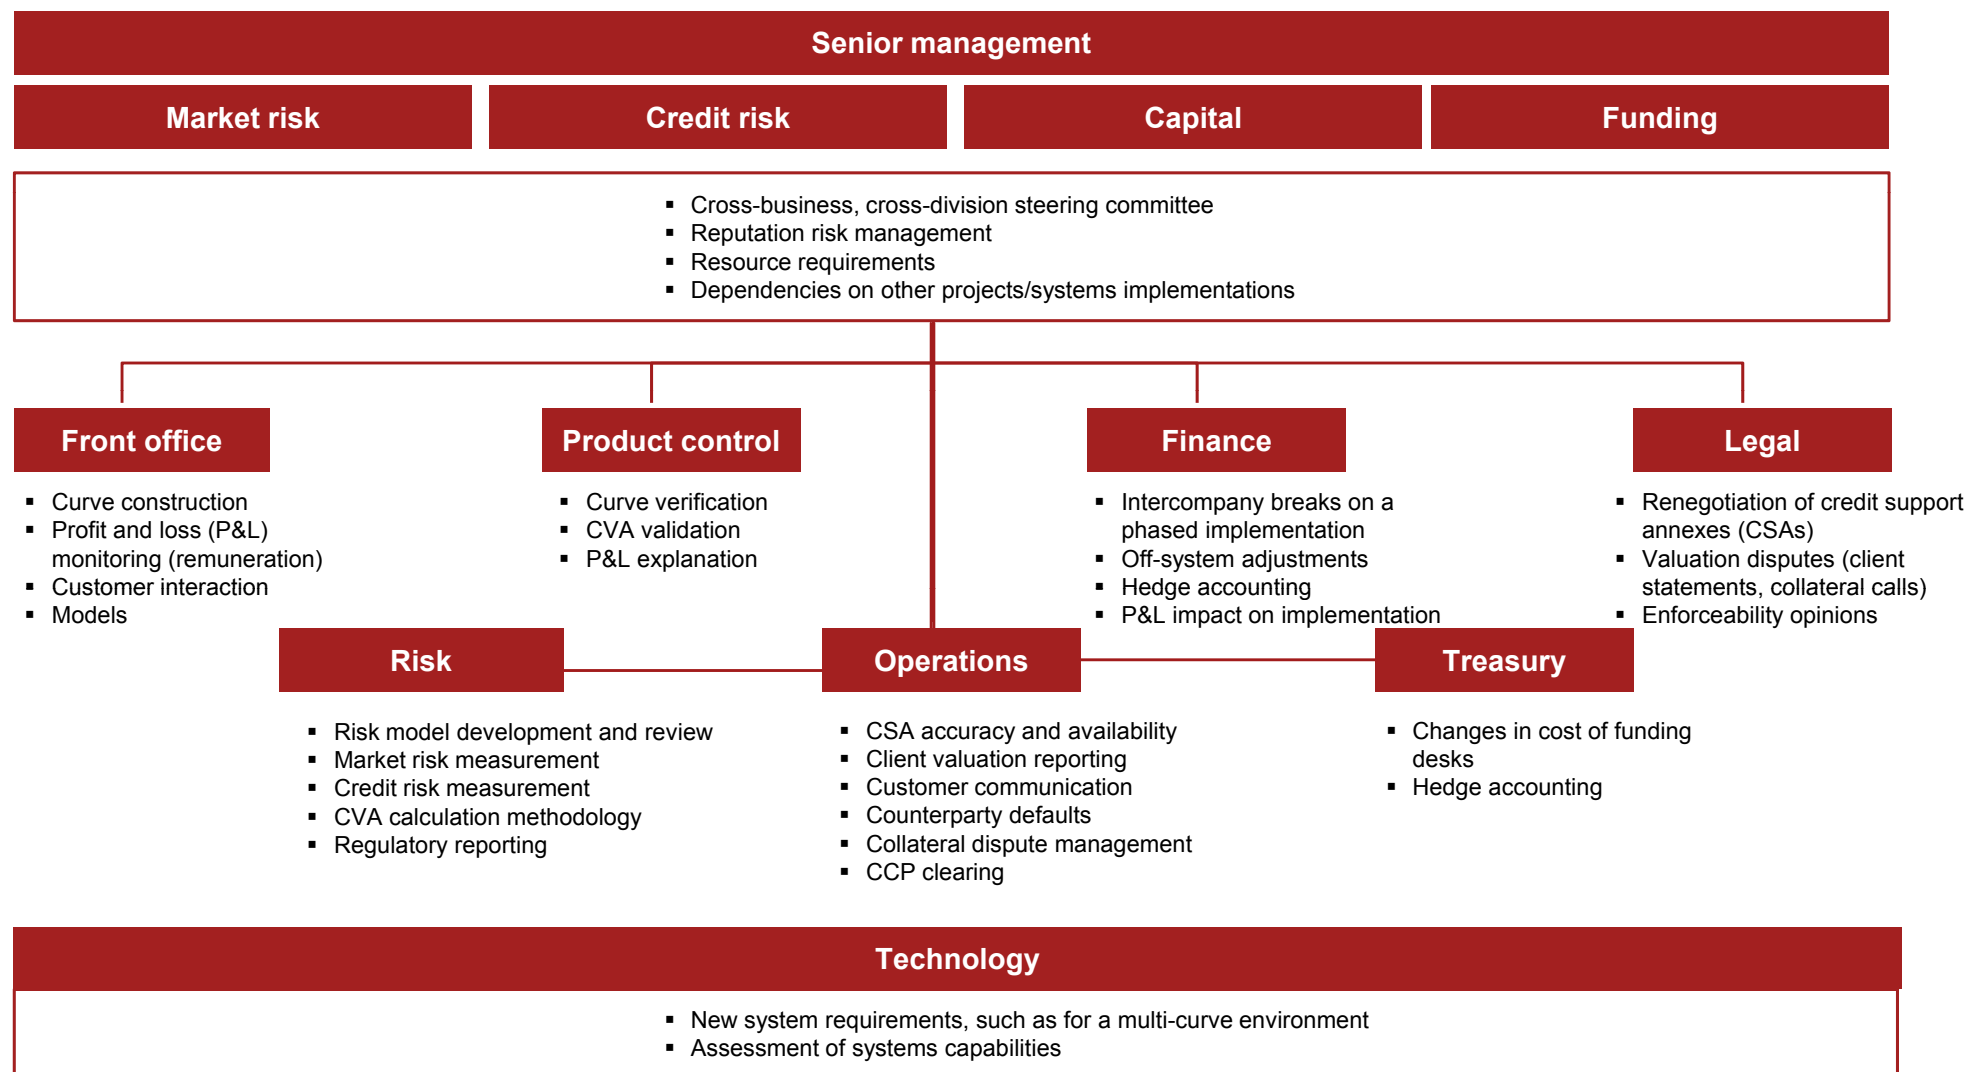 Senior management
Market risk
Credit risk
Capital
Funding
▪ Cross-business, cross-division steering committee
▪ Reputation risk management
▪ Resource requirements
▪ Dependencies on other projects/systems implementations
Front office
▪ Curve construction
▪ Profit and loss (P&L)
monitoring (remuneration)
▪ Customer interaction
▪ Models
Product control
▪ Curve verification
▪ CVA validation
▪ P&L explanation
Finance
▪ Intercompany breaks on a
phased implementation
▪ Off-system adjustments
▪ Hedge accounting
▪ P&L impact on implementation
Legal
▪ Renegotiation of credit support
annexes (CSAs)
▪ Valuation disputes (client
statements, collateral calls)
▪ Enforceability opinions
Risk
▪ Risk model development and review
▪ Market risk measurement
▪ Credit risk measurement
▪ CVA calculation methodology
▪ Regulatory reporting
Operations
▪ CSA accuracy and availability
▪ Client valuation reporting
▪ Customer communication
▪ Counterparty defaults
▪ Collateral dispute management
▪ CCP clearing
Treasury
▪ Changes in cost of funding
desks
▪ Hedge accounting
Technology
▪ New system requirements, such as for a multi-curve environment
▪ Assessment of systems capabilities